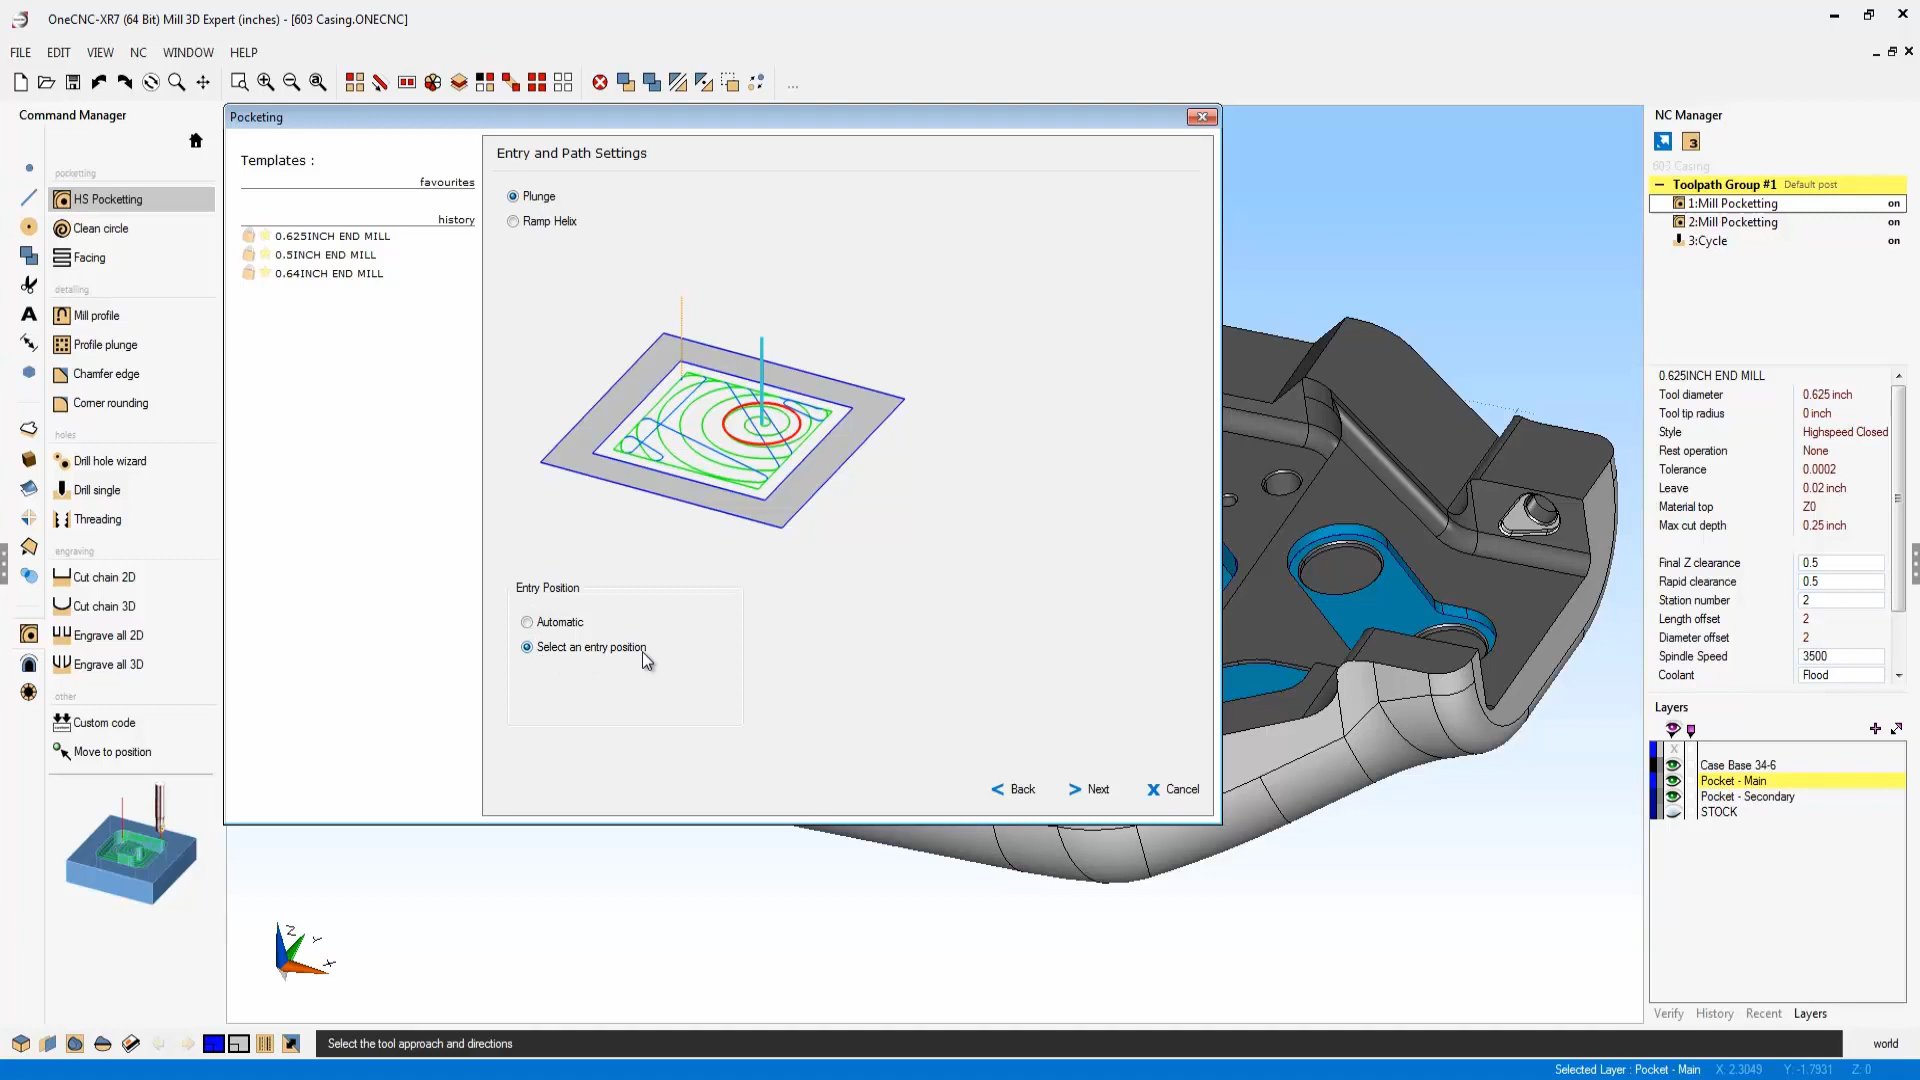 OneCNC-XR7 (64 Bit) Mill 3D Expert (inches) - [603 Casing.ONECNC]
FILE EDIT VIEW NC WINDOW HELP
Command Manager
pocketting
HS Pocketting
Clean circle
Facing
detailing
Mill profile
Profile plunge
Chamfer edge
Corner rounding
holes
Drill hole wizard
Drill single
Threading
engraving
Cut chain 2D
Cut chain 3D
Engrave all 2D
Engrave all 3D
other
Custom code
Move to position
Pocketing
Templates :
favourites
history
0.625INCH END MILL
0.5INCH END MILL
0.64INCH END MILL
Entry and Path Settings
Plunge
Ramp Helix
Entry Position
Automatic
Select an entry position
< Back
> Next
X Cancel
Z
Y
X
NC Manager
3
603 Casing
Toolpath Group #1 Default post
1:Mill Pocketting on
2:Mill Pocketting on
3:Cycle on
0.625INCH END MILL
Tool diameter 0.625 inch
Tool tip radius 0 inch
Style Highspeed Closed
Rest operation None
Tolerance 0.0002
Leave 0.02 inch
Material top Z0
Max cut depth 0.25 inch
Final Z clearance 0.5
Rapid clearance 0.5
Station number 2
Length offset 2
Diameter offset 2
Spindle Speed 3500
Coolant Flood
Layers
X
Case Base 34-6
Pocket - Main
Pocket - Secondary
STOCK
Verify History Recent Layers
Select the tool approach and directions
world
Selected Layer : Pocket - Main X: 2.3049 Y: -1.7931 Z: 0